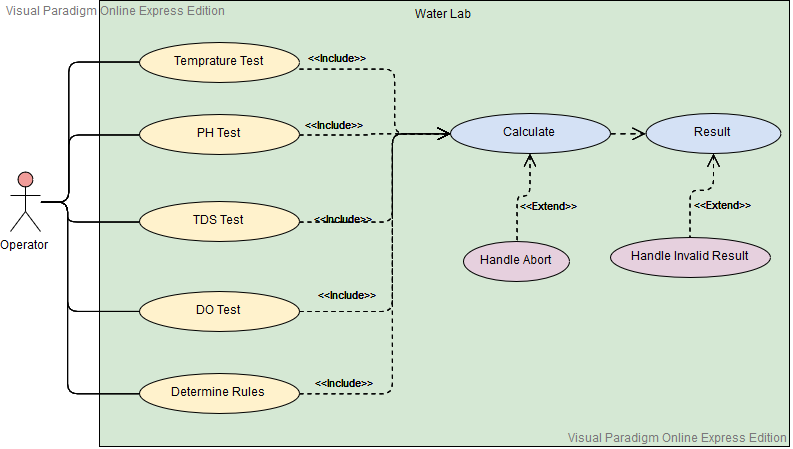 Visual Paradigm Online Express Edition
Water Lab
Temprature Test
<<Include>>
PH Test
<<Include>>
Calculate
Result
Operator
TDS Test
<<Include>>
<<Extend>>
<<Extend>>
Handle Abort
Handle Invalid Result
DO Test
<<Include>>
Determine Rules
<<Include>>
Visual Paradigm Online Express Edition